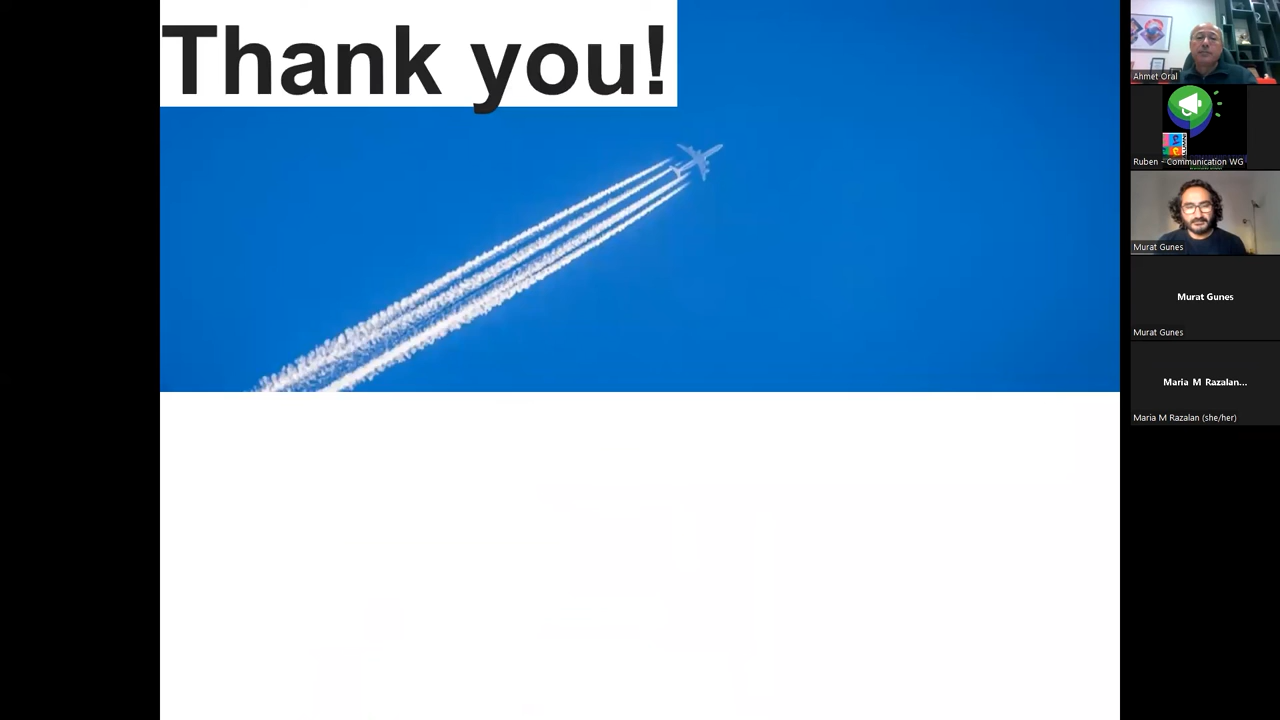 Thank you!
Ahmet Oral
Ruben - Communication WG
Murat Gunes
Murat Gunes
Murat Gunes
Maria M Razalan...
Maria M Razalan (she/her)